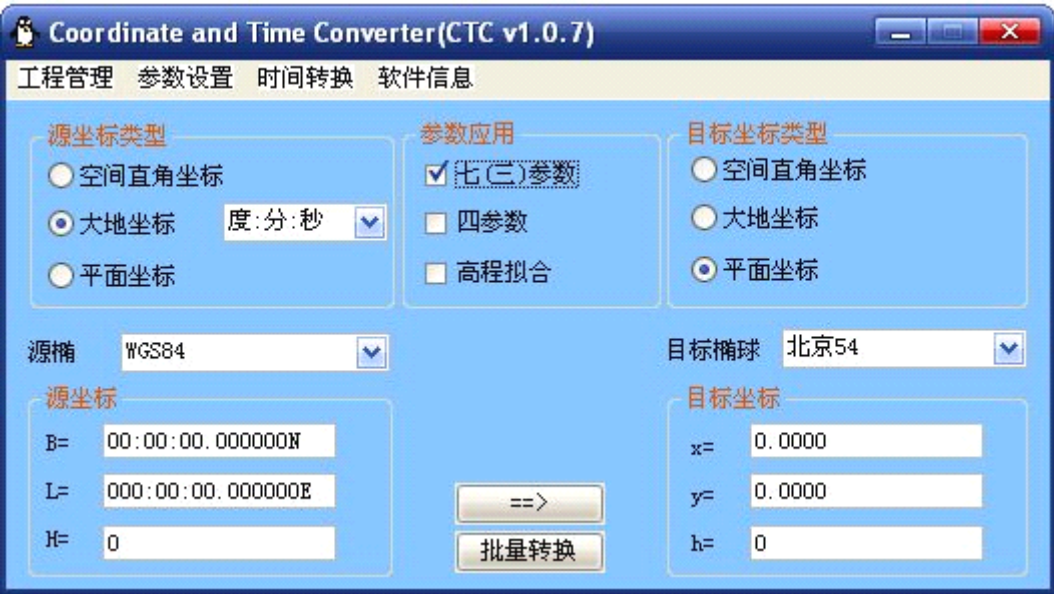 Coordinate and Time Converter(CTC v1.0.7)
工程管理 参数设置 时间转换 软件信息
源坐标类型 参数应用 目标坐标类型
空间直角坐标 七(三)参数 空间直角坐标
大地坐标 度:分:秒 四参数 大地坐标
平面坐标 高程拟合 平面坐标
源椭 WGS84 目标椭球 北京54
源坐标 目标坐标
B= 00:00:00.000000N x= 0.0000
L= 000:00:00.000000E ==> y= 0.0000
H= 0 批量转换 h= 0